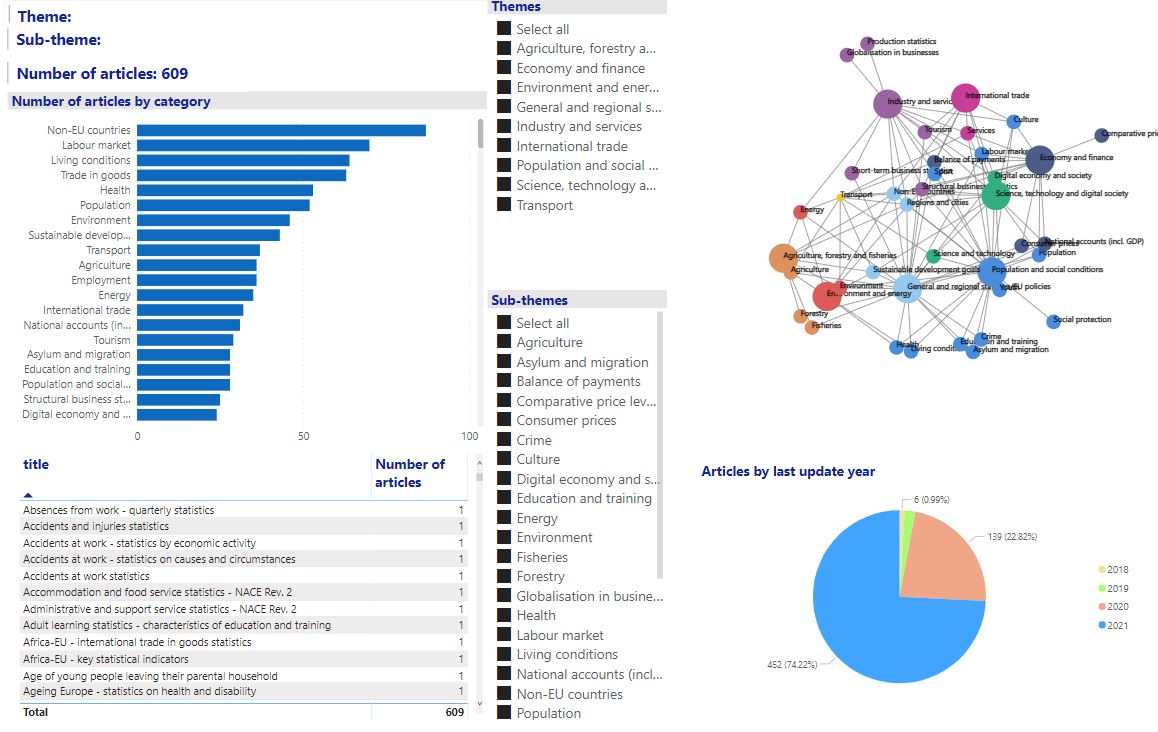 Theme:
Sub-theme:
Number of articles: 609
Number of articles by category
Non-EU countries
Labour market
Living conditions
Trade in goods
Health
Population
Environment
Sustainable develop...
Transport
Agriculture
Employment
Energy
International trade
National accounts (in...
Tourism
Asylum and migration
Education and training
Population and social...
Structural business st...
Digital economy and ...
0 50 100
title Number of articles
Absences from work - quarterly statistics 1
Accidents and injuries statistics 1
Accidents at work - statistics by economic activity 1
Accidents at work - statistics on causes and circumstances 1
Accidents at work statistics 1
Accommodation and food service statistics - NACE Rev. 2 1
Administrative and support service statistics - NACE Rev. 2 1
Adult learning statistics - characteristics of education and training 1
Africa-EU - international trade in goods statistics 1
Africa-EU - key statistical indicators 1
Age of young people leaving their parental household 1
Ageing Europe - statistics on health and disability 1
Total 609
Themes
Select all
Agriculture, forestry a...
Economy and finance
Environment and ener...
General and regional s...
Industry and services
International trade
Population and social ...
Science, technology a...
Transport
Sub-themes
Select all
Agriculture
Asylum and migration
Balance of payments
Comparative price lev...
Consumer prices
Crime
Culture
Digital economy and s...
Education and training
Energy
Environment
Fisheries
Forestry
Globalisation in busine...
Health
Labour market
Living conditions
National accounts (incl...
Non-EU countries
Population
Production statistics
Globalisation in businesses
Industry and servic
International trade
Culture
Tourism
Services
Comparative pri
Labour market
Balance of payments
Economy and finance
Short-term business st
Digital economy and society
Transport
Science, technology and digital society
Regions and cities
Energy
National accounts (incl. GDP)
Population
Agriculture, forestry and fisheries
Science and technology
Agriculture
Sustainable development goals
Population and social conditions
Environment
General and regional sta
En... onment and energy
EU policies
Forestry
Fisheries
Social protection
Health
Living condit
Crime
Edu...on and training
Asylum and migration
Articles by last update year
6 (0.99%)
139 (22.82%)
452 (74.22%)
2018
2019
2020
2021